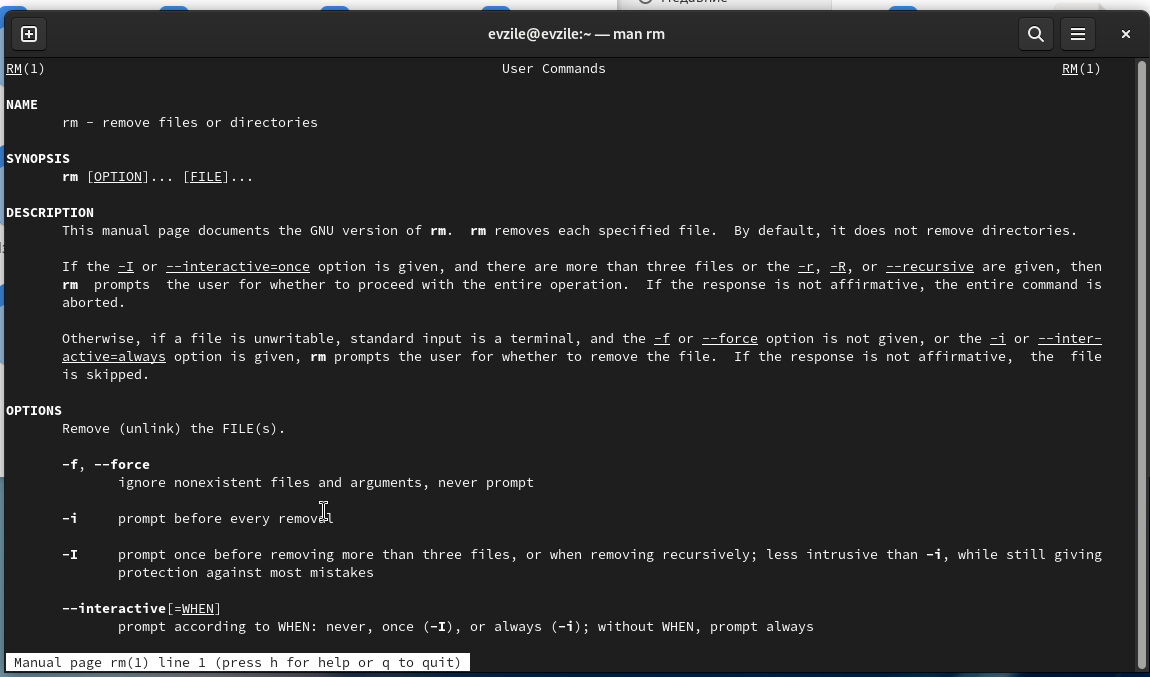 Недавние
evzile@evzile:~ — man rm
RM(1) User Commands RM(1)
NAME
rm - remove files or directories
SYNOPSIS
rm [OPTION]... [FILE]...
DESCRIPTION
This manual page documents the GNU version of rm.  rm removes each specified file.  By default, it does not remove directories.
If the -I or --interactive=once option is given, and there are more than three files or the -r, -R, or --recursive are given, then
rm  prompts  the user for whether to proceed with the entire operation.  If the response is not affirmative, the entire command is
aborted.
Otherwise, if a file is unwritable, standard input is a terminal, and the -f or --force option is not given, or the -i or --inter-
active=always option is given, rm prompts the user for whether to remove the file.  If the response is not affirmative,  the  file
is skipped.
OPTIONS
Remove (unlink) the FILE(s).
-f, --force
ignore nonexistent files and arguments, never prompt
-i prompt before every removal
-I prompt once before removing more than three files, or when removing recursively; less intrusive than -i, while still giving
protection against most mistakes
--interactive[=WHEN]
prompt according to WHEN: never, once (-I), or always (-i); without WHEN, prompt always
Manual page rm(1) line 1 (press h for help or q to quit)